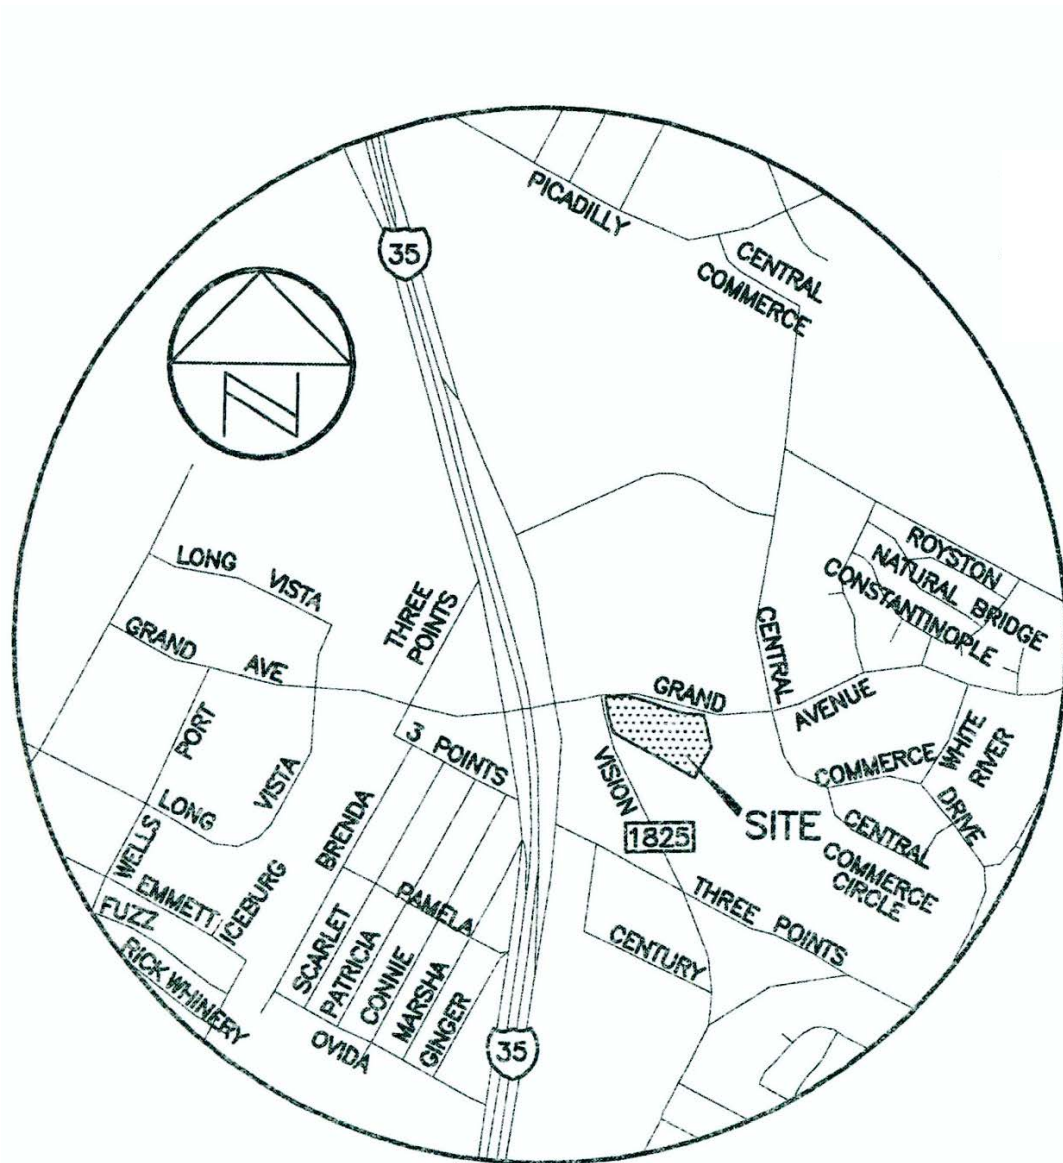 PICADILLY
35
CENTRAL
COMMERCE
N
ROYSTON
NATURAL BRIDGE
CONSTANTINOPLE
LONG VISTA
THREE
POINTS
GRAND AVE
CENTRAL
GRAND
AVENUE
PORT
3 POINTS
VISION
WHITE
RIVER
COMMERCE
DRIVE
LONG VISTA
SITE
1825
CENTRAL
COMMERCE
CIRCLE
BRENDA
WELLS
EMMETT
ICEBURG
FUZZ
RICK WHINERY
PAMELA
THREE POINTS
CENTURY
SCARLET
PATRICIA
CONNIE
MARSHA
GINGER
OVIDA
35